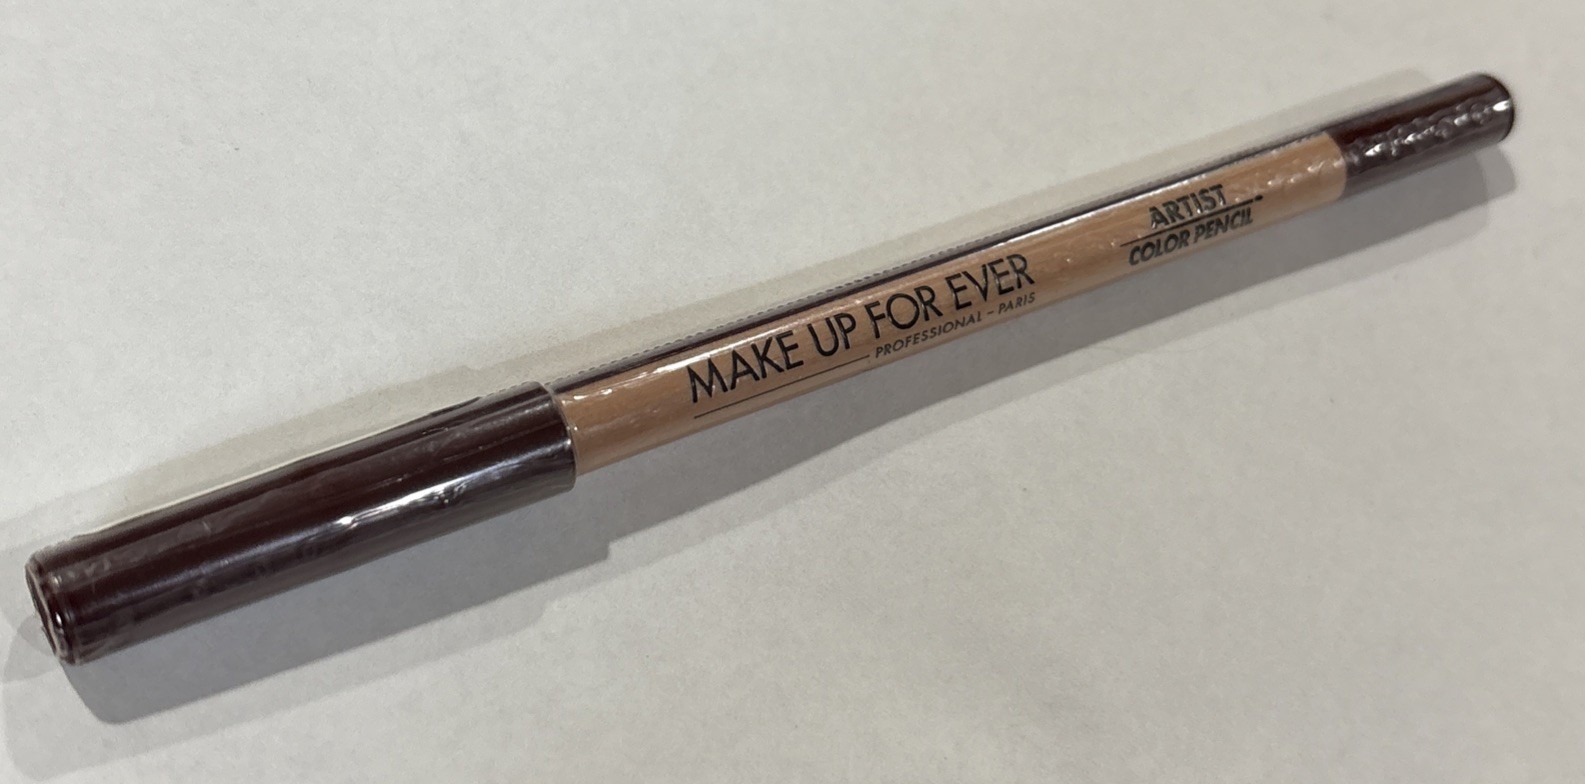 MAKE UP FOR EVER
PROFESSIONAL – PARIS
ARTIST
COLOR PENCIL